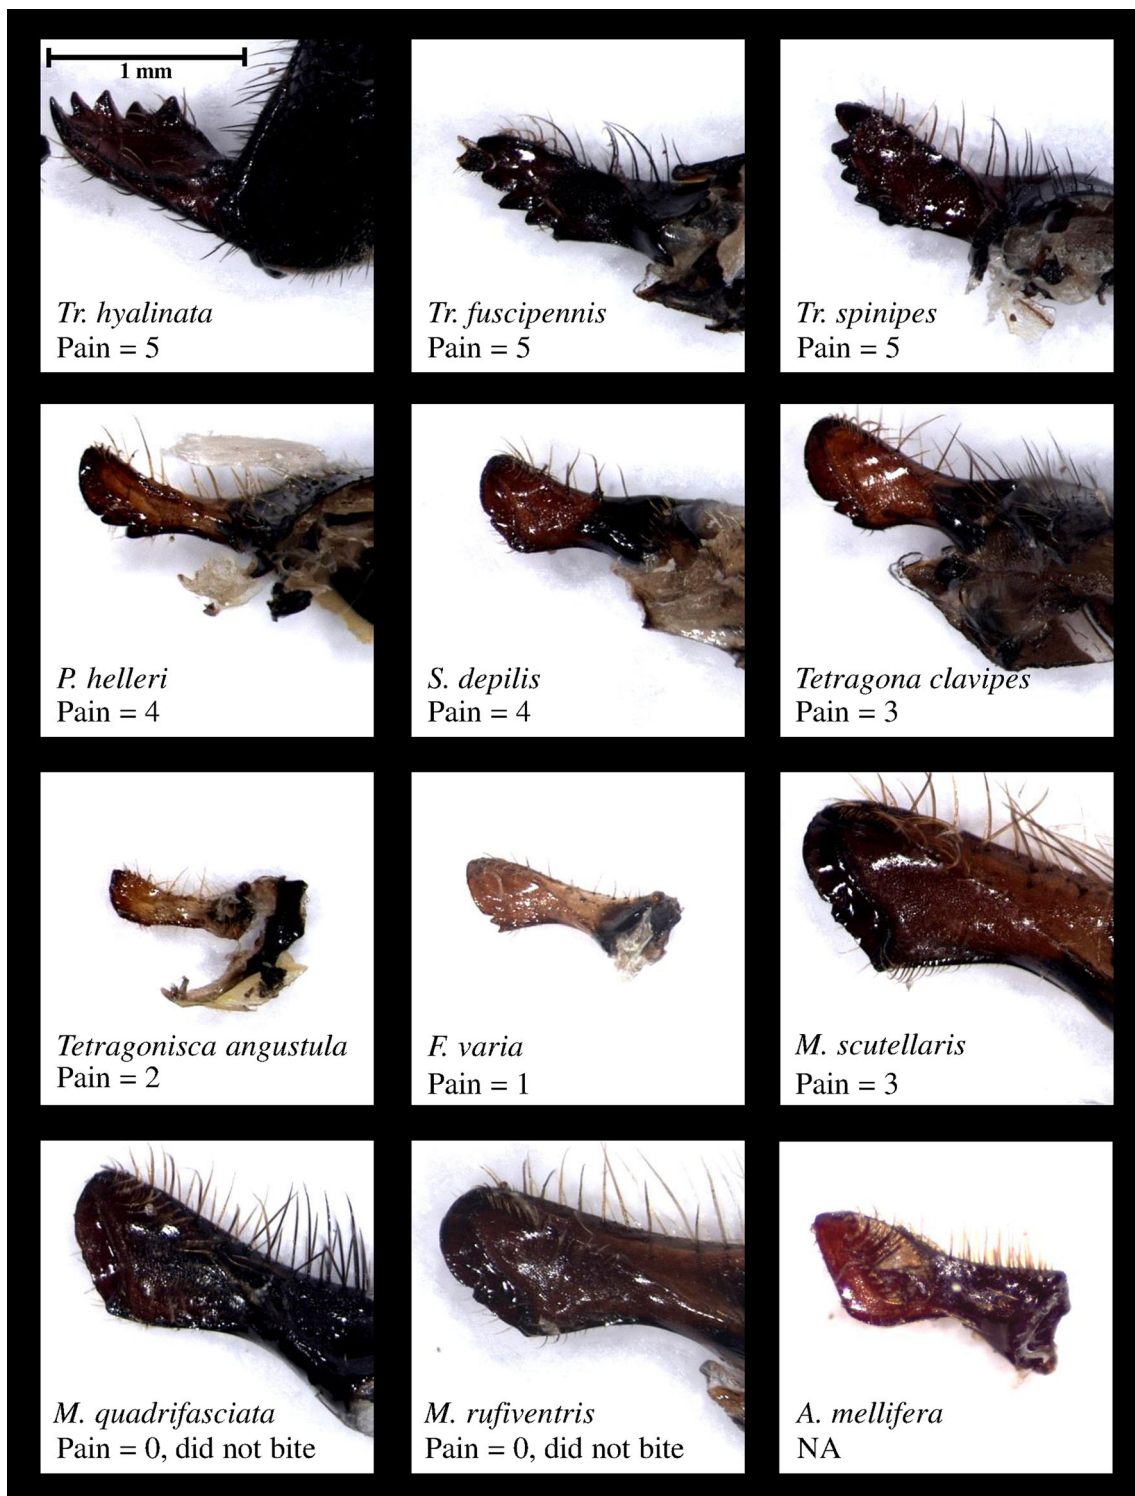 1 mm
Tr. hyalinata
Pain = 5
Tr. fuscipennis
Pain = 5
Tr. spinipes
Pain = 5
P. helleri
Pain = 4
S. depilis
Pain = 4
Tetragona clavipes
Pain = 3
Tetragonisca angustula
Pain = 2
F. varia
Pain = 1
M. scutellaris
Pain = 3
M. quadrifasciata
Pain = 0, did not bite
M. rufiventris
Pain = 0, did not bite
A. mellifera
NA